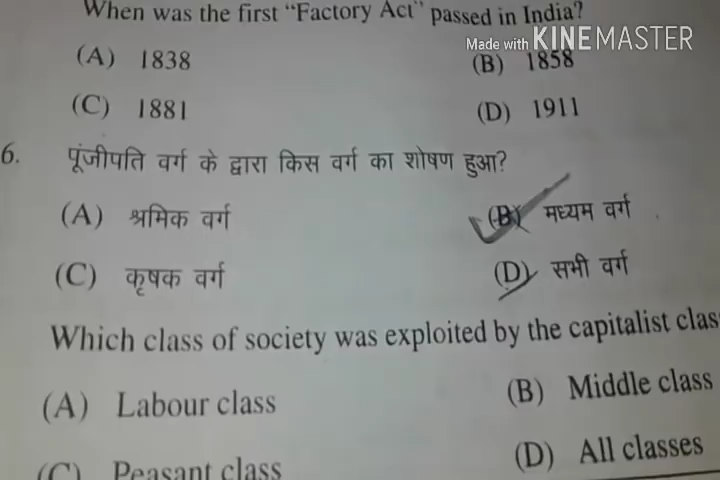 When was the first "Factory Act" passed in India?
Made with KINEMASTER
(A) 1838
(B) 1858
(C) 1881
(D) 1911
6. पूंजीपति वर्ग के द्वारा किस वर्ग का शोषण हुआ?
(A) श्रमिक वर्ग
(B) मध्यम वर्ग
(C) कृषक वर्ग
(D) सभी वर्ग
Which class of society was exploited by the capitalist clas
(A) Labour class
(B) Middle class
(C) Peasant class
(D) All classes